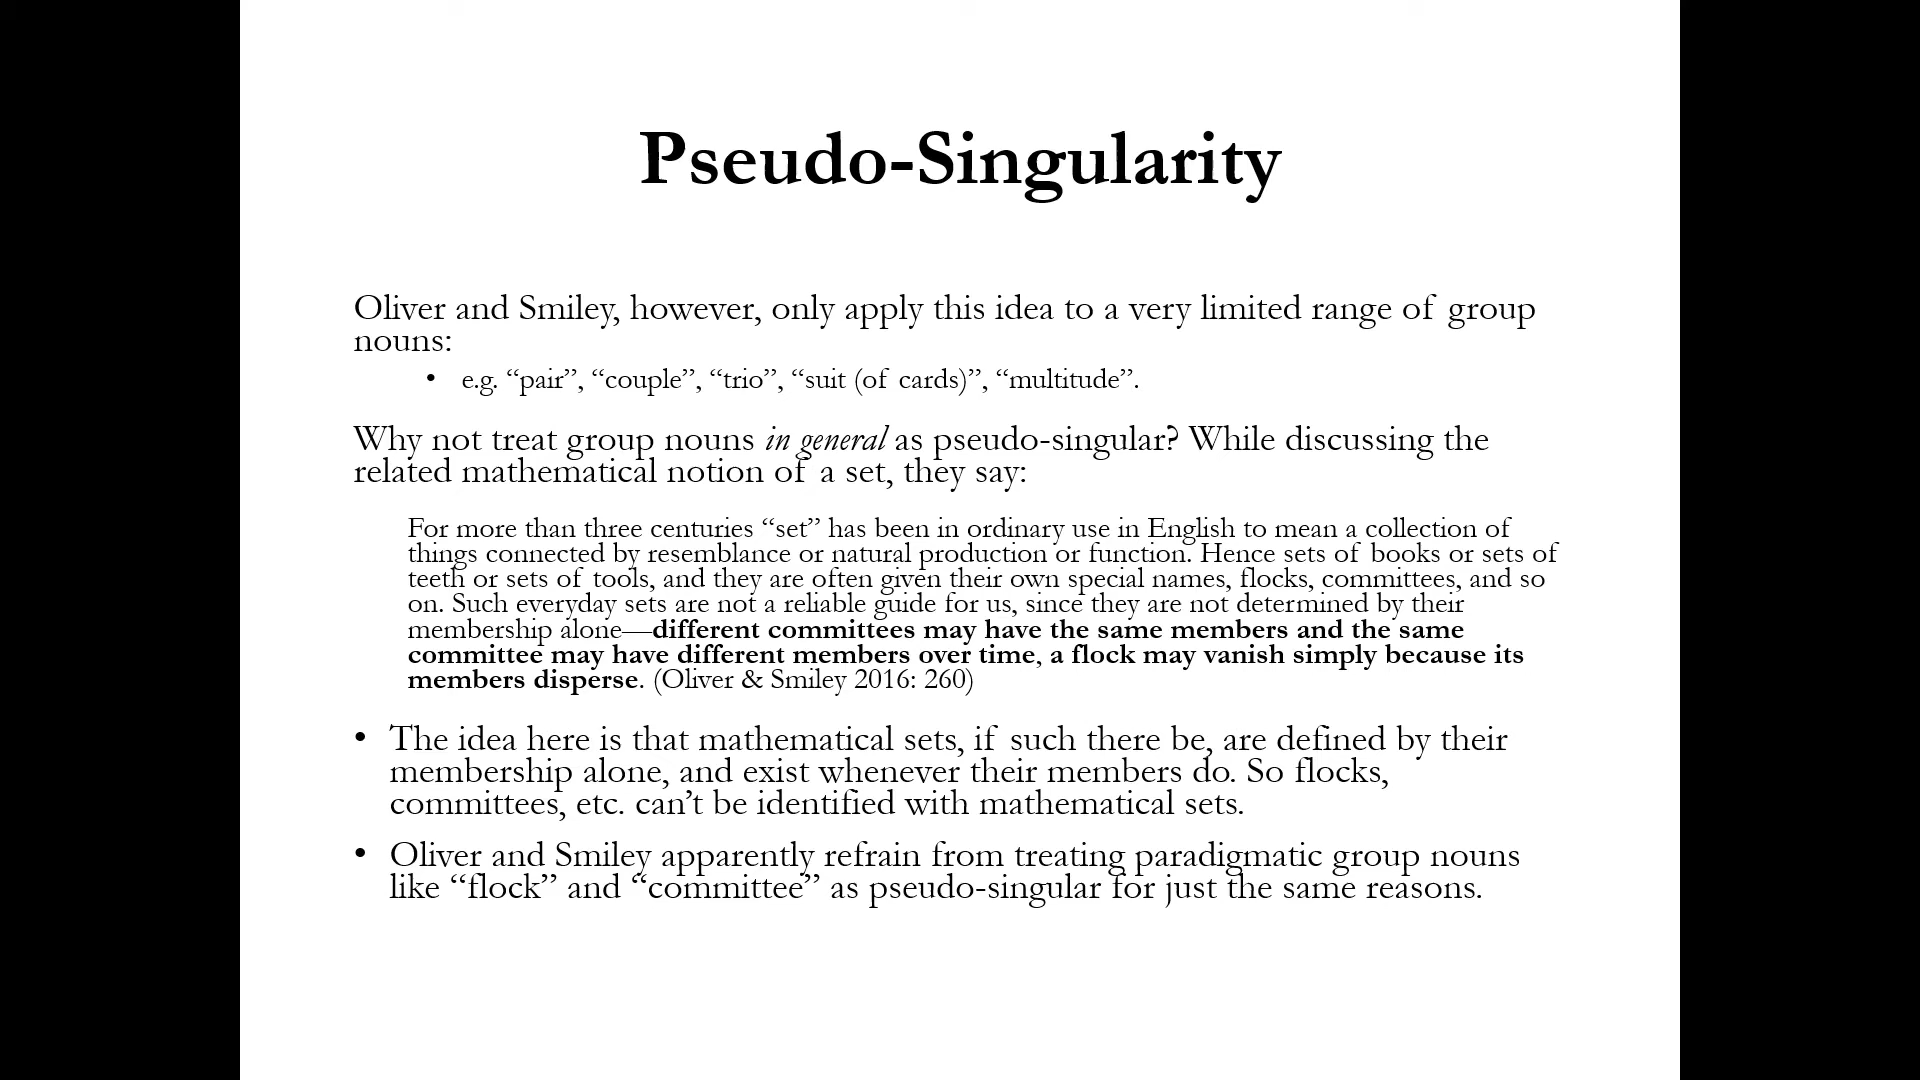 Pseudo-Singularity
Oliver and Smiley, however, only apply this idea to a very limited range of group
nouns:
• e.g. “pair”, “couple”, “trio”, “suit (of cards)”, “multitude”.
Why not treat group nouns in general as pseudo-singular? While discussing the
related mathematical notion of a set, they say:
For more than three centuries “set” has been in ordinary use in English to mean a collection of
things connected by resemblance or natural production or function. Hence sets of books or sets of
teeth or sets of tools, and they are often given their own special names, flocks, committees, and so
on. Such everyday sets are not a reliable guide for us, since they are not determined by their
membership alone—different committees may have the same members and the same
committee may have different members over time, a flock may vanish simply because its
members disperse. (Oliver & Smiley 2016: 260)
• The idea here is that mathematical sets, if such there be, are defined by their
membership alone, and exist whenever their members do. So flocks,
committees, etc. can’t be identified with mathematical sets.
• Oliver and Smiley apparently refrain from treating paradigmatic group nouns
like “flock” and “committee” as pseudo-singular for just the same reasons.